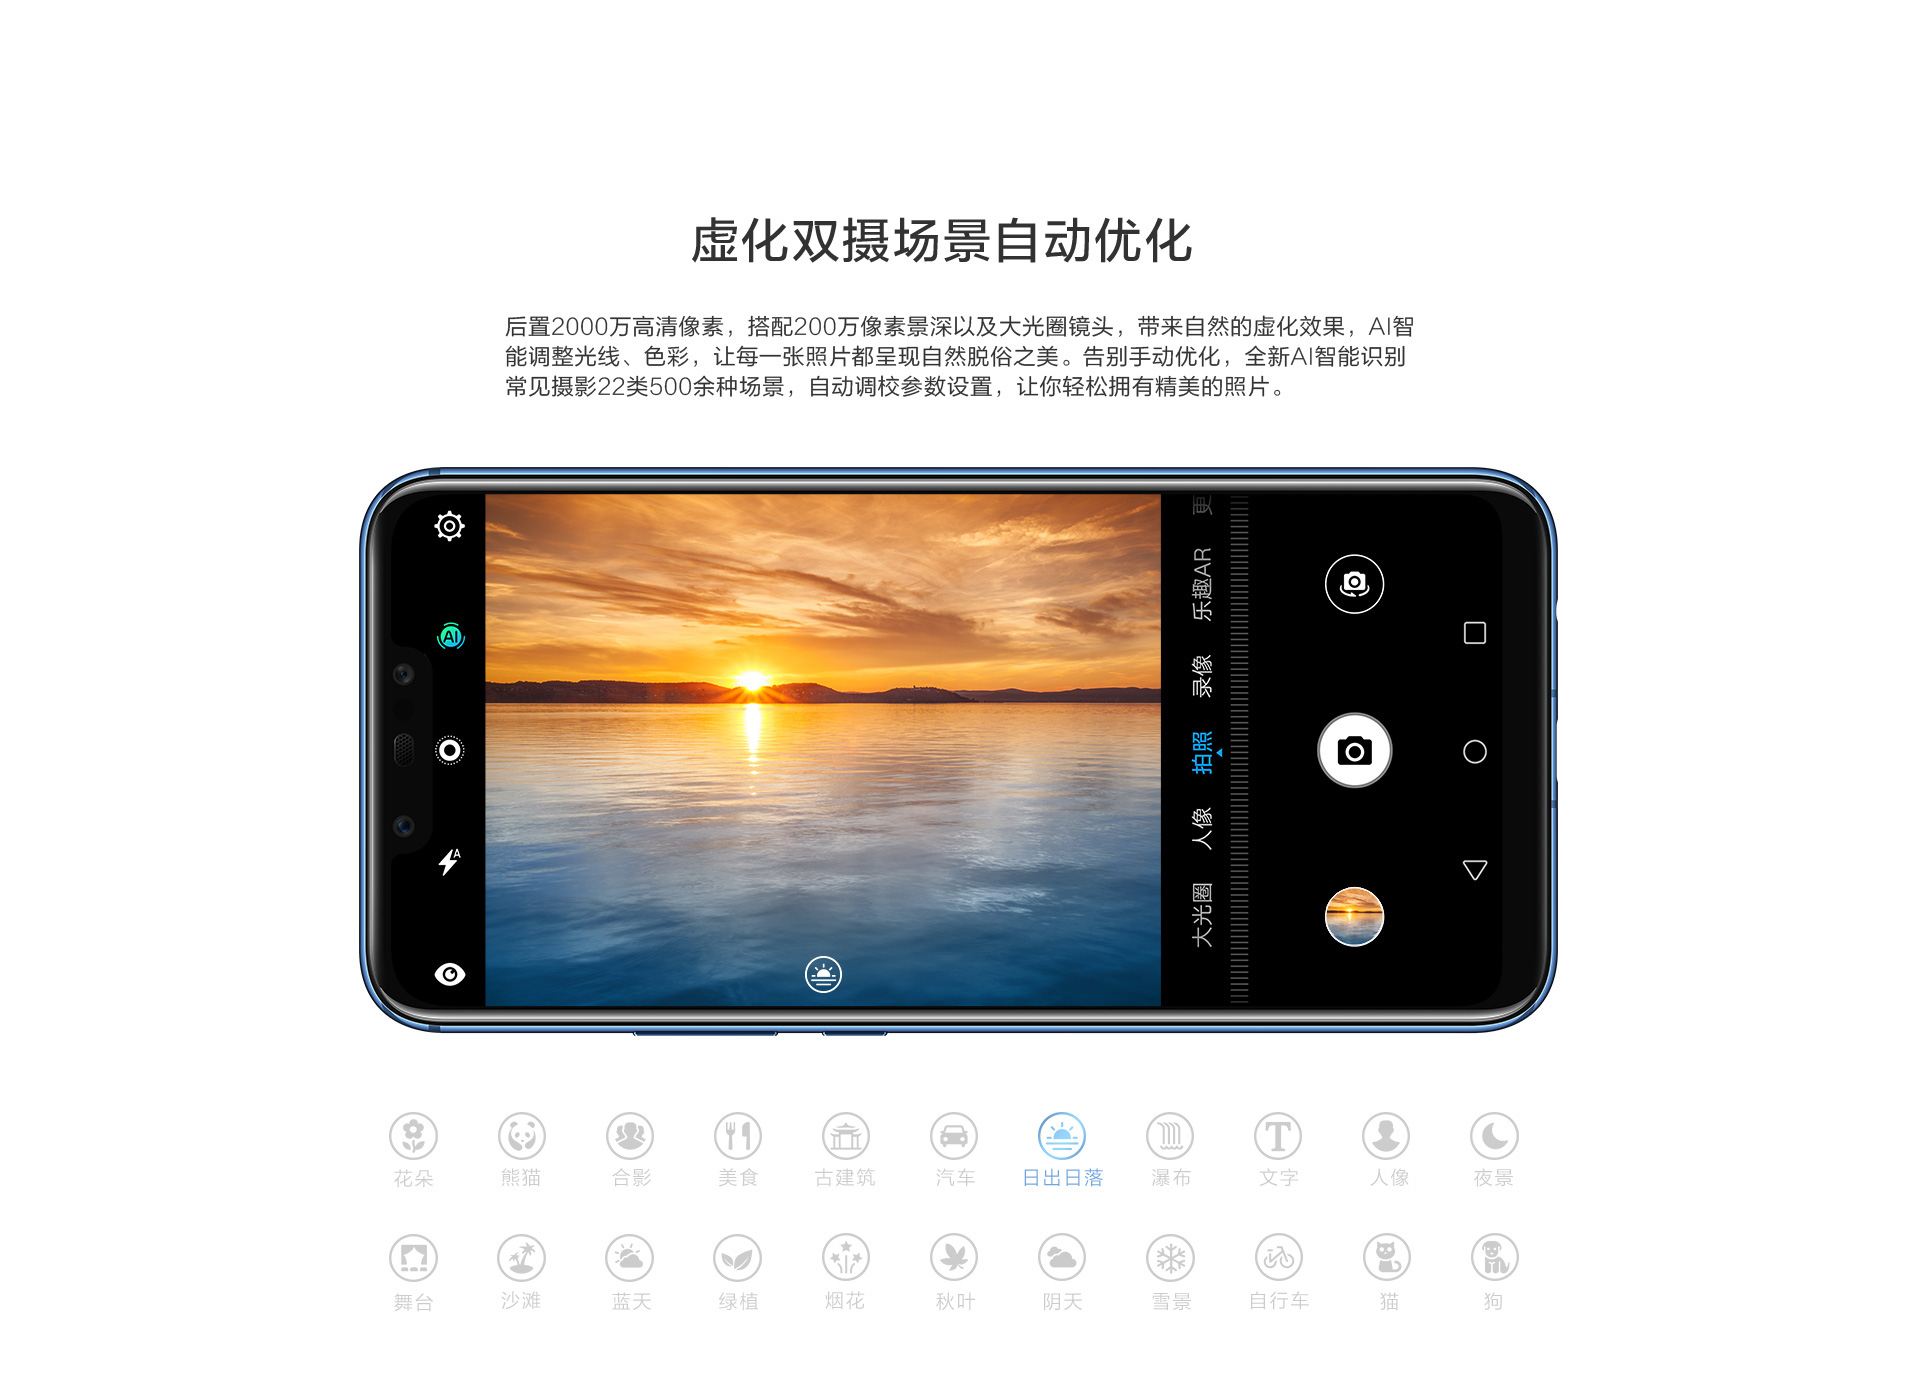 虚化双摄场景自动优化
后置2000万高清像素，搭配200万像素景深以及大光圈镜头，带来自然的虚化效果，AI智
能调整光线、色彩，让每一张照片都呈现自然脱俗之美。告别手动优化，全新AI智能识别
常见摄影22类500余种场景，自动调校参数设置，让你轻松拥有精美的照片。
AI
A
更
乐趣AR
录像
拍照
人像
大光圈
花朵 熊猫 合影 美食 古建筑 汽车 日出日落 瀑布 文字 人像 夜景
舞台 沙滩 蓝天 绿植 烟花 秋叶 阴天 雪景 自行车 猫 狗